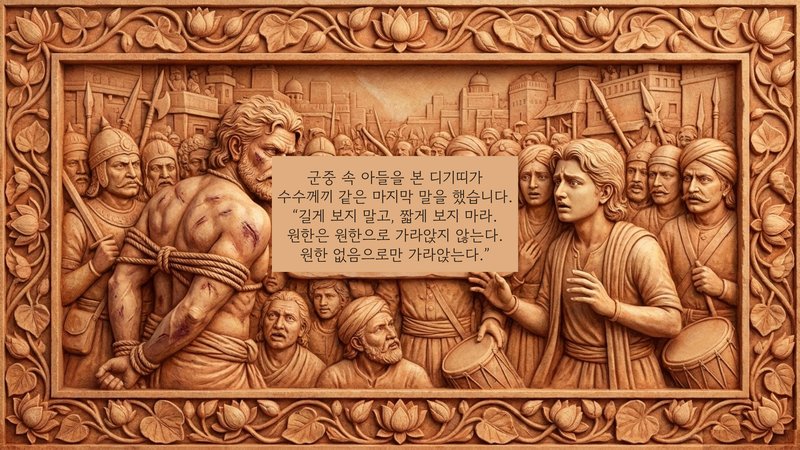 군중 속 아들을 본 디기띠가
수수께끼 같은 마지막 말을 했습니다.
“길게 보지 말고, 짧게 보지 마라.
원한은 원한으로 가라앉지 않는다.
원한 없음으로만 가라앉는다.”